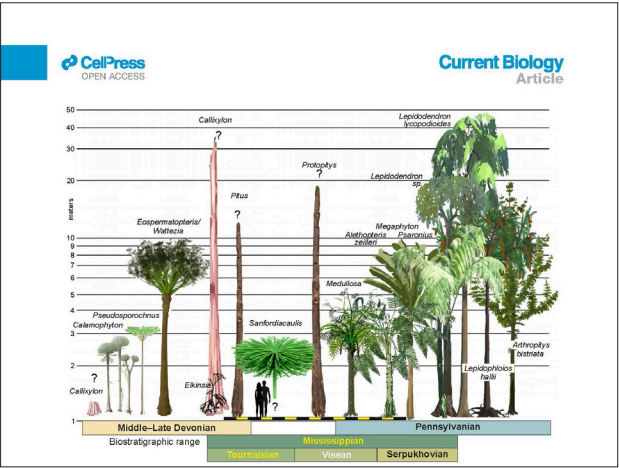 CellPress
OPEN ACCESS
Current Biology
Article
50
40
30
20
10
9
8
7
6
5
4
3
2
1
meters
Callixylon
?
Lepidodendron
lycopodioides
Protopitys
?
Lepidodendron
sp.
Pitus
?
Eospermatopteris/
Wattezia
Megaphyton
Alethopteris
zeilleri
Psaronius
Medullosa
Pseudosporochnus
Calamophyton
Sanfordiacaulis
?
Callixylon
?
Elkinsia
Arthropitys
bistriata
Lepidophloios
hallii
Middle–Late Devonian
Pennsylvanian
Biostratigraphic range
Mississippian
Tournaisian
Visean
Serpukhovian